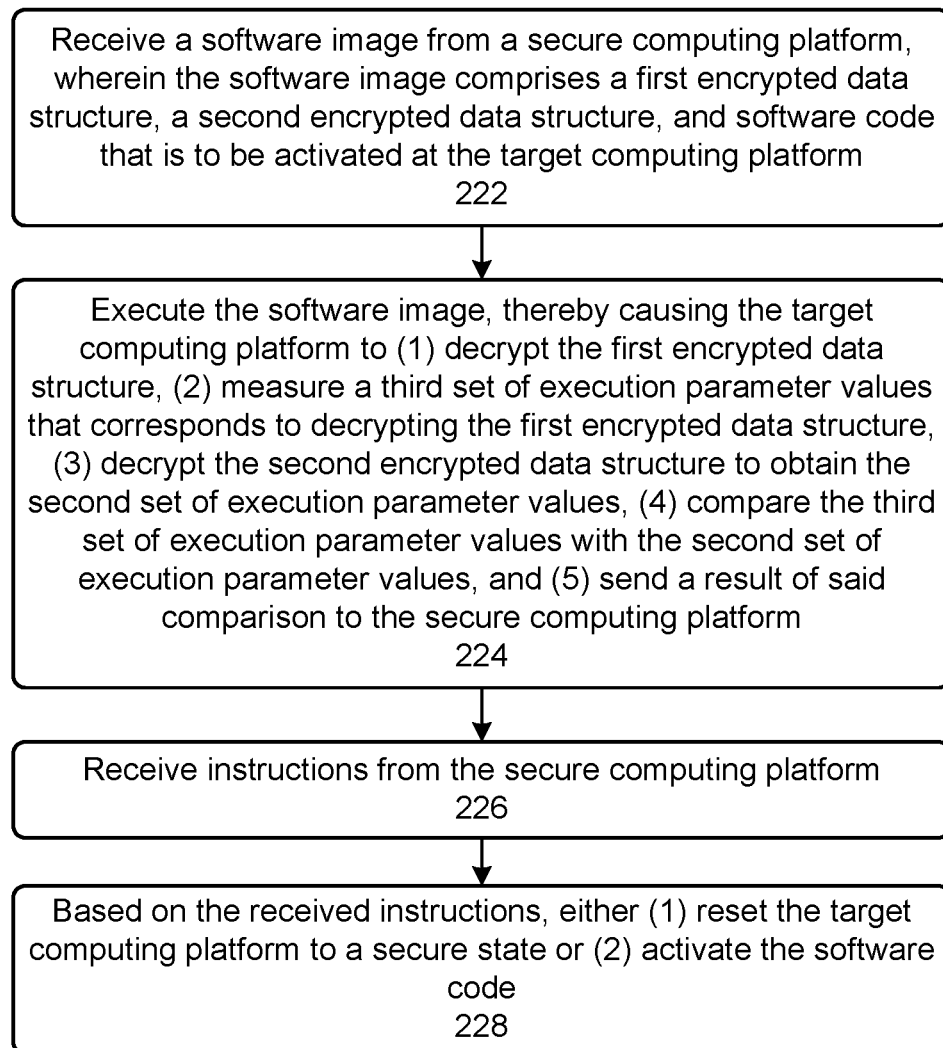 Receive a software image from a secure computing platform,
wherein the software image comprises a first encrypted data
structure, a second encrypted data structure, and software code
that is to be activated at the target computing platform
222
Execute the software image, thereby causing the target
computing platform to (1) decrypt the first encrypted data
structure, (2) measure a third set of execution parameter values
that corresponds to decrypting the first encrypted data structure,
(3) decrypt the second encrypted data structure to obtain the
second set of execution parameter values, (4) compare the third
set of execution parameter values with the second set of
execution parameter values, and (5) send a result of said
comparison to the secure computing platform
224
Receive instructions from the secure computing platform
226
Based on the received instructions, either (1) reset the target
computing platform to a secure state or (2) activate the software
code
228